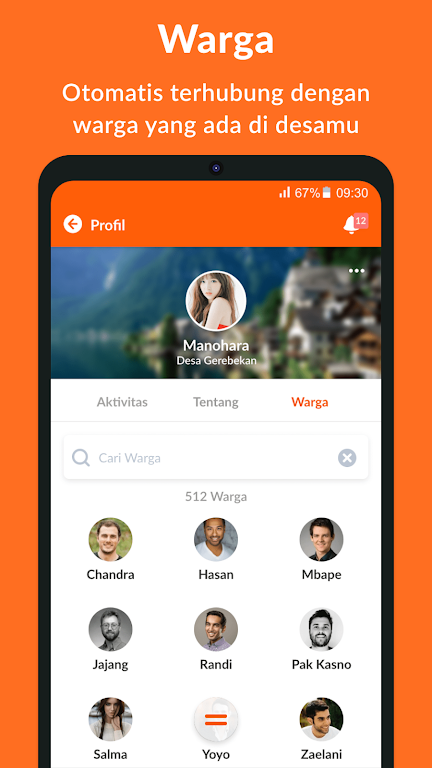 Warga
Otomatis terhubung dengan
warga yang ada di desamu
67% 09:30
Profil
12
Manohara
Desa Gerebekan
Aktivitas Tentang Warga
Cari Warga
512 Warga
Chandra Hasan Mbape
Jajang Randi Pak Kasno
Salma Yoyo Zaelani